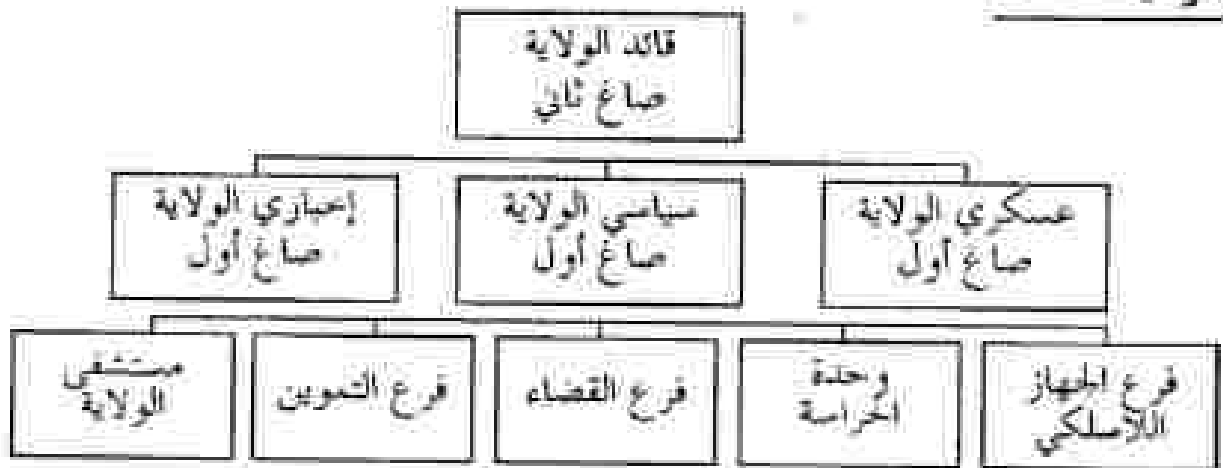 قائد الولاية
صاغ ثاني
عسكري الولاية
صاغ أول
سياسي الولاية
صاغ أول
إخباري الولاية
صاغ أول
فرع الجهاز
اللاسلكي
وحدة
الحراسة
فرع القضاء
فرع التموين
مستشفى
الولاية